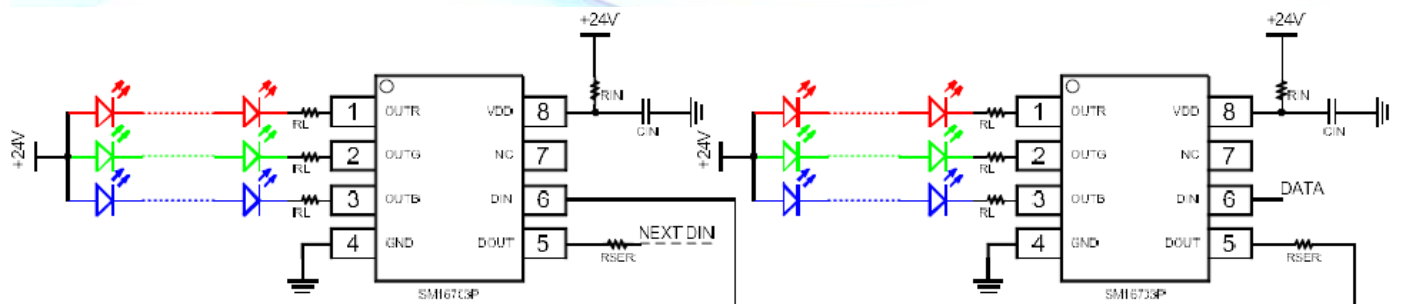 +24V
+24V
RIN
CIN
+24V
RL
RL
RL
1 OUTR VDD 8
2 OUTG NC 7
3 OUTB DIN 6
4 GND DOUT 5
RSER
NEXT DIN
SM16703P
+24V
+24V
RIN
CIN
RL
RL
RL
1 OUTR VDD 8
2 OUTG NC 7
3 OUTB DIN 6
4 GND DOUT 5
DATA
RSER
SM16703P